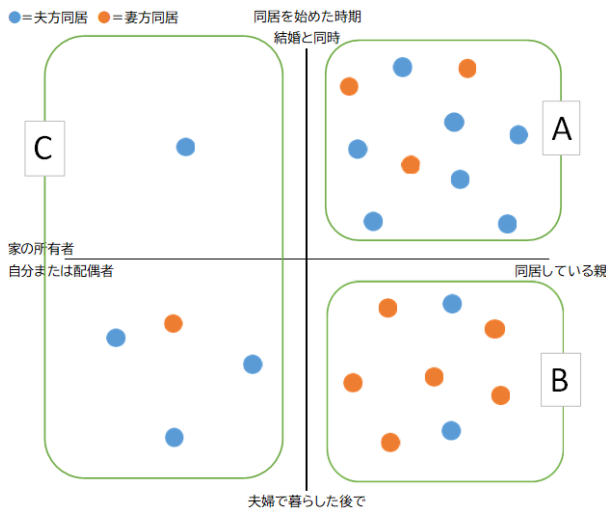 ●=夫方同居 ●=妻方同居
同居を始めた時期
結婚と同時
C
A
家の所有者
自分または配偶者
同居している親
B
夫婦で暮らした後で